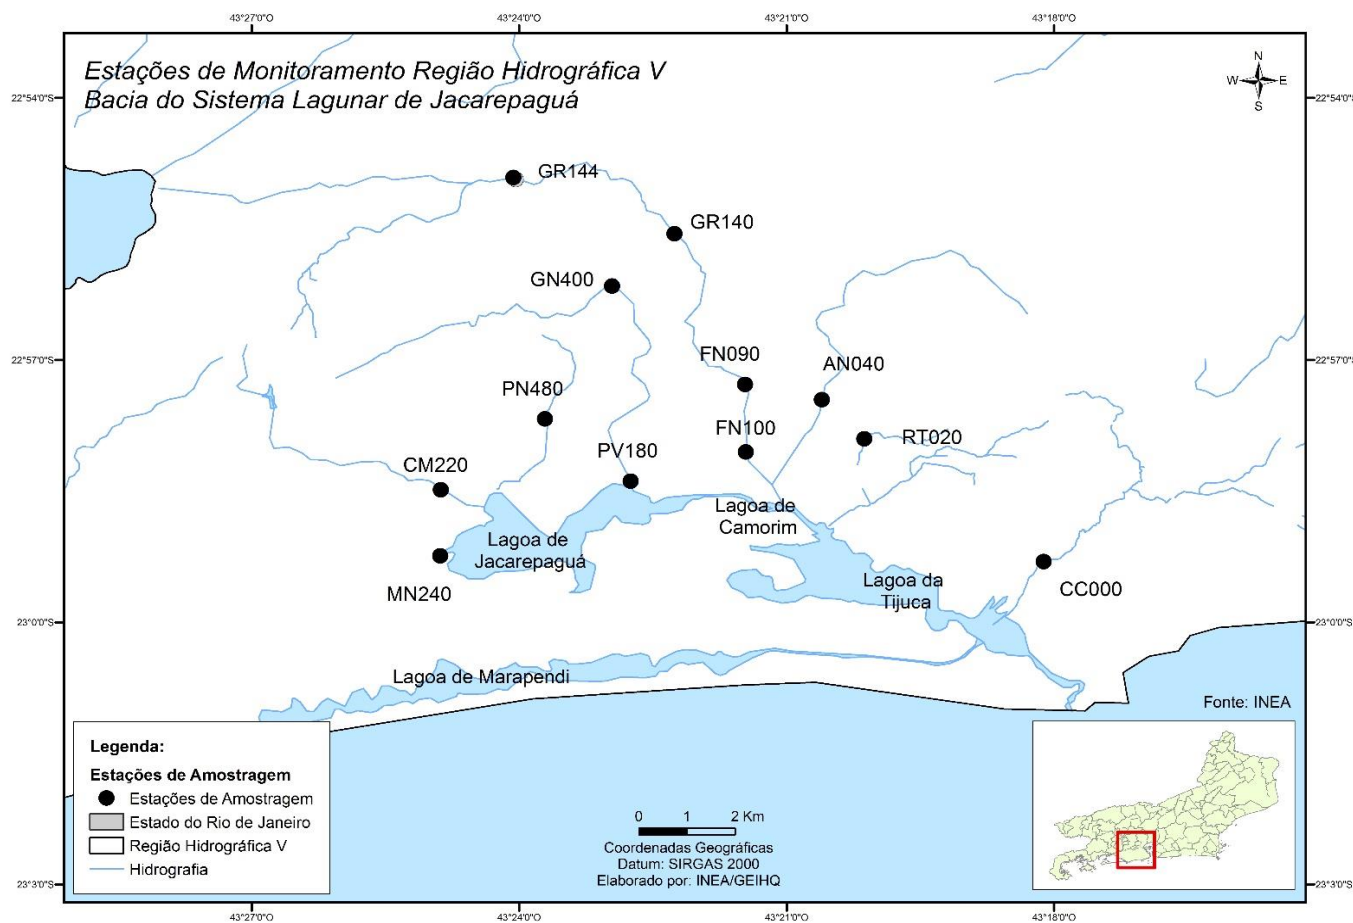 43°27'0"O
43°24'0"O
43°21'0"O
43°18'0"O
Estações de Monitoramento Região Hidrográfica V
Bacia do Sistema Lagunar de Jacarepaguá
N
W
E
S
22°54'0"S
22°54'0"S
GR144
GR140
GN400
22°57'0"S
22°57'0"S
FN090
AN040
PN480
FN100
RT020
PV180
CM220
Lagoa de
Camorim
Lagoa de
Jacarepaguá
MN240
Lagoa da
Tijuca
CC000
23°0'0"S
23°0'0"S
Lagoa de Marapendi
Fonte: INEA
Legenda:
Estações de Amostragem
Estações de Amostragem
Estado do Rio de Janeiro
Região Hidrográfica V
Hidrografia
0 1 2 Km
Coordenadas Geográficas
Datum: SIRGAS 2000
Elaborado por: INEA/GEIHQ
23°3'0"S
23°3'0"S
43°27'0"O
43°24'0"O
43°21'0"O
43°18'0"O